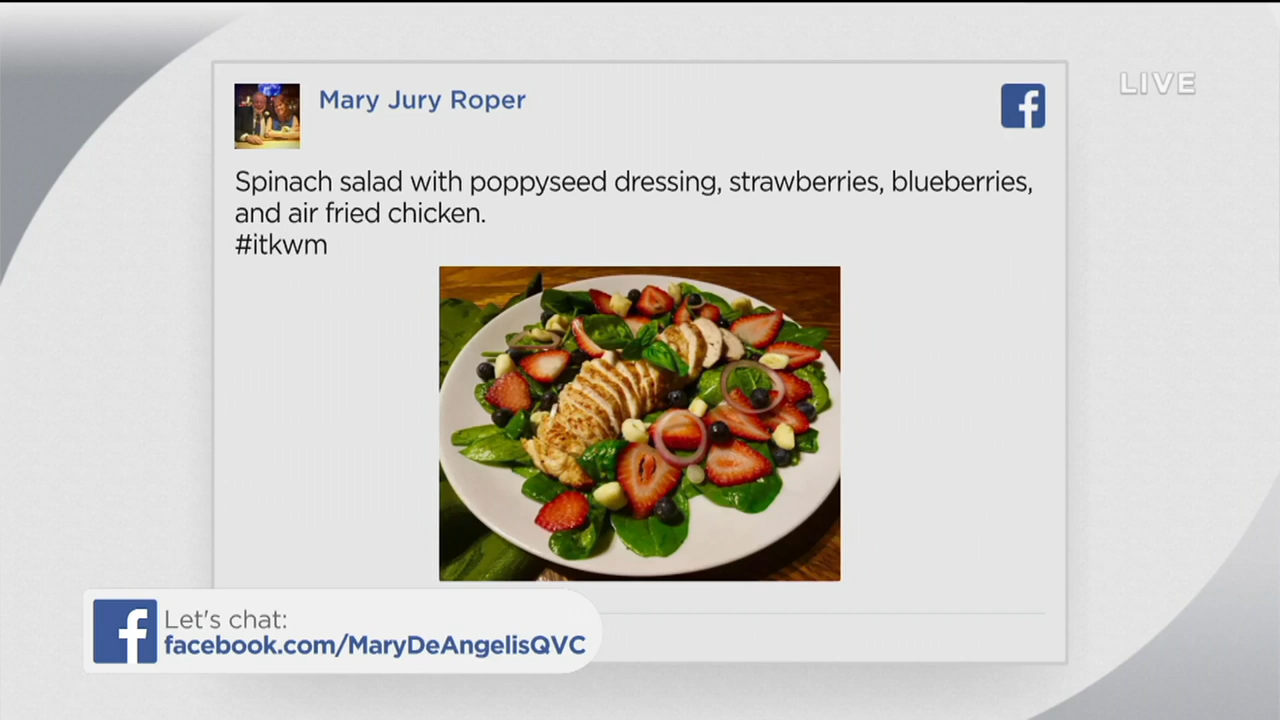 LIVE
Mary Jury Roper
Spinach salad with poppyseed dressing, strawberries, blueberries,
and air fried chicken.
#itkwm
Let's chat:
facebook.com/MaryDeAngelisQVC